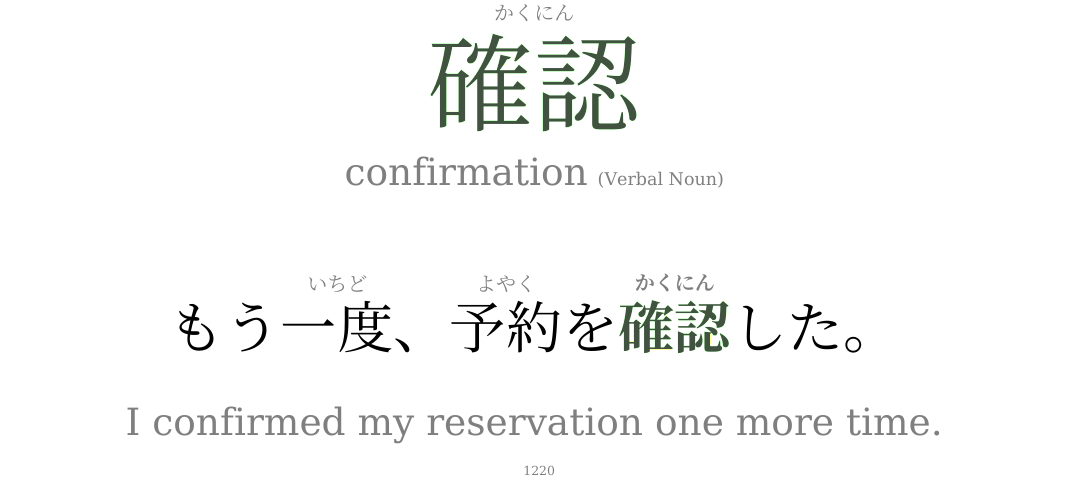 かくにん
確認
confirmation (Verbal Noun)
いちど よやく かくにん
もう一度、予約を確認した。
I confirmed my reservation one more time.
1220